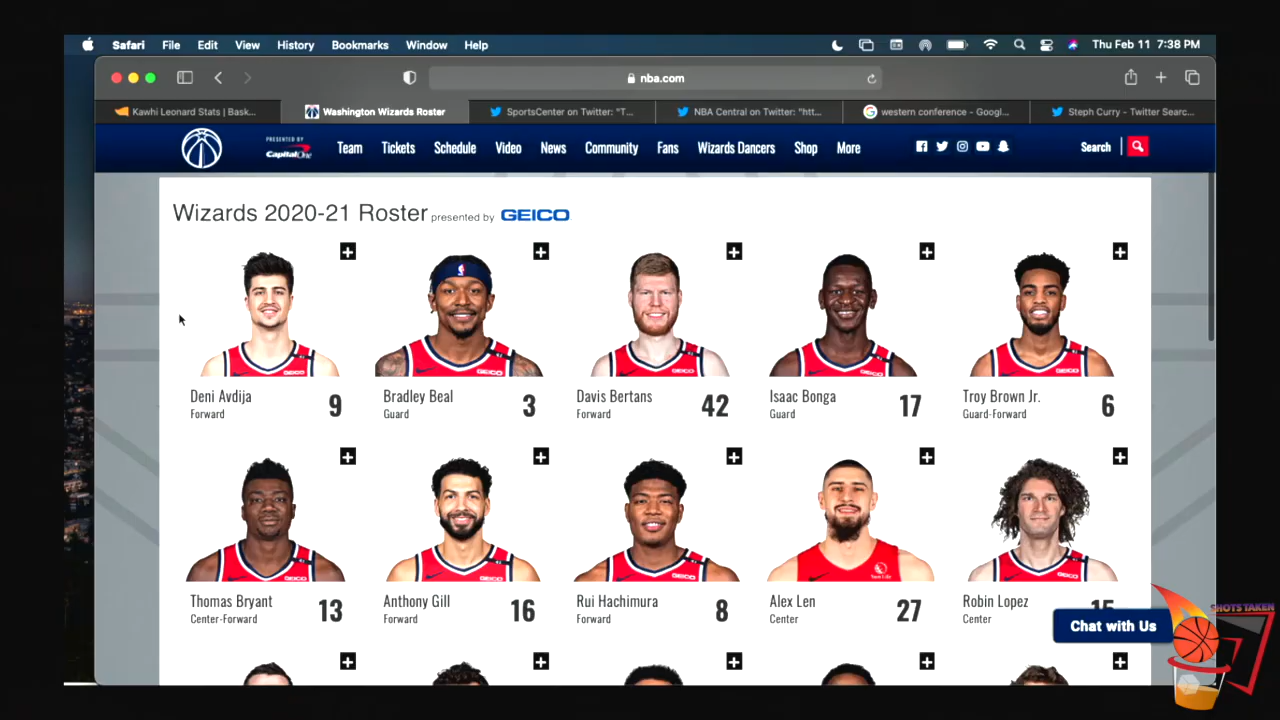 Safari File Edit View History Bookmarks Window Help Thu Feb 11 7:38 PM
nba.com
Kawhi Leonard Stats | Bask... Washington Wizards Roster SportsCenter on Twitter: "T... NBA Central on Twitter: "htt... western conference - Googl... Steph Curry - Twitter Searc...
PRESENTED BY
CapitalOne Team Tickets Schedule Video News Community Fans Wizards Dancers Shop More Search
Wizards 2020-21 Roster presented by GEICO
Deni Avdija Bradley Beal Davis Bertans Isaac Bonga Troy Brown Jr.
Forward 9 Guard 3 Forward 42 Guard 17 Guard-Forward 6
Thomas Bryant Anthony Gill Rui Hachimura Alex Len Robin Lopez
Center-Forward 13 Forward 16 Forward 8 Center 27 Center 15
Chat with Us
SHOTS TAKEN